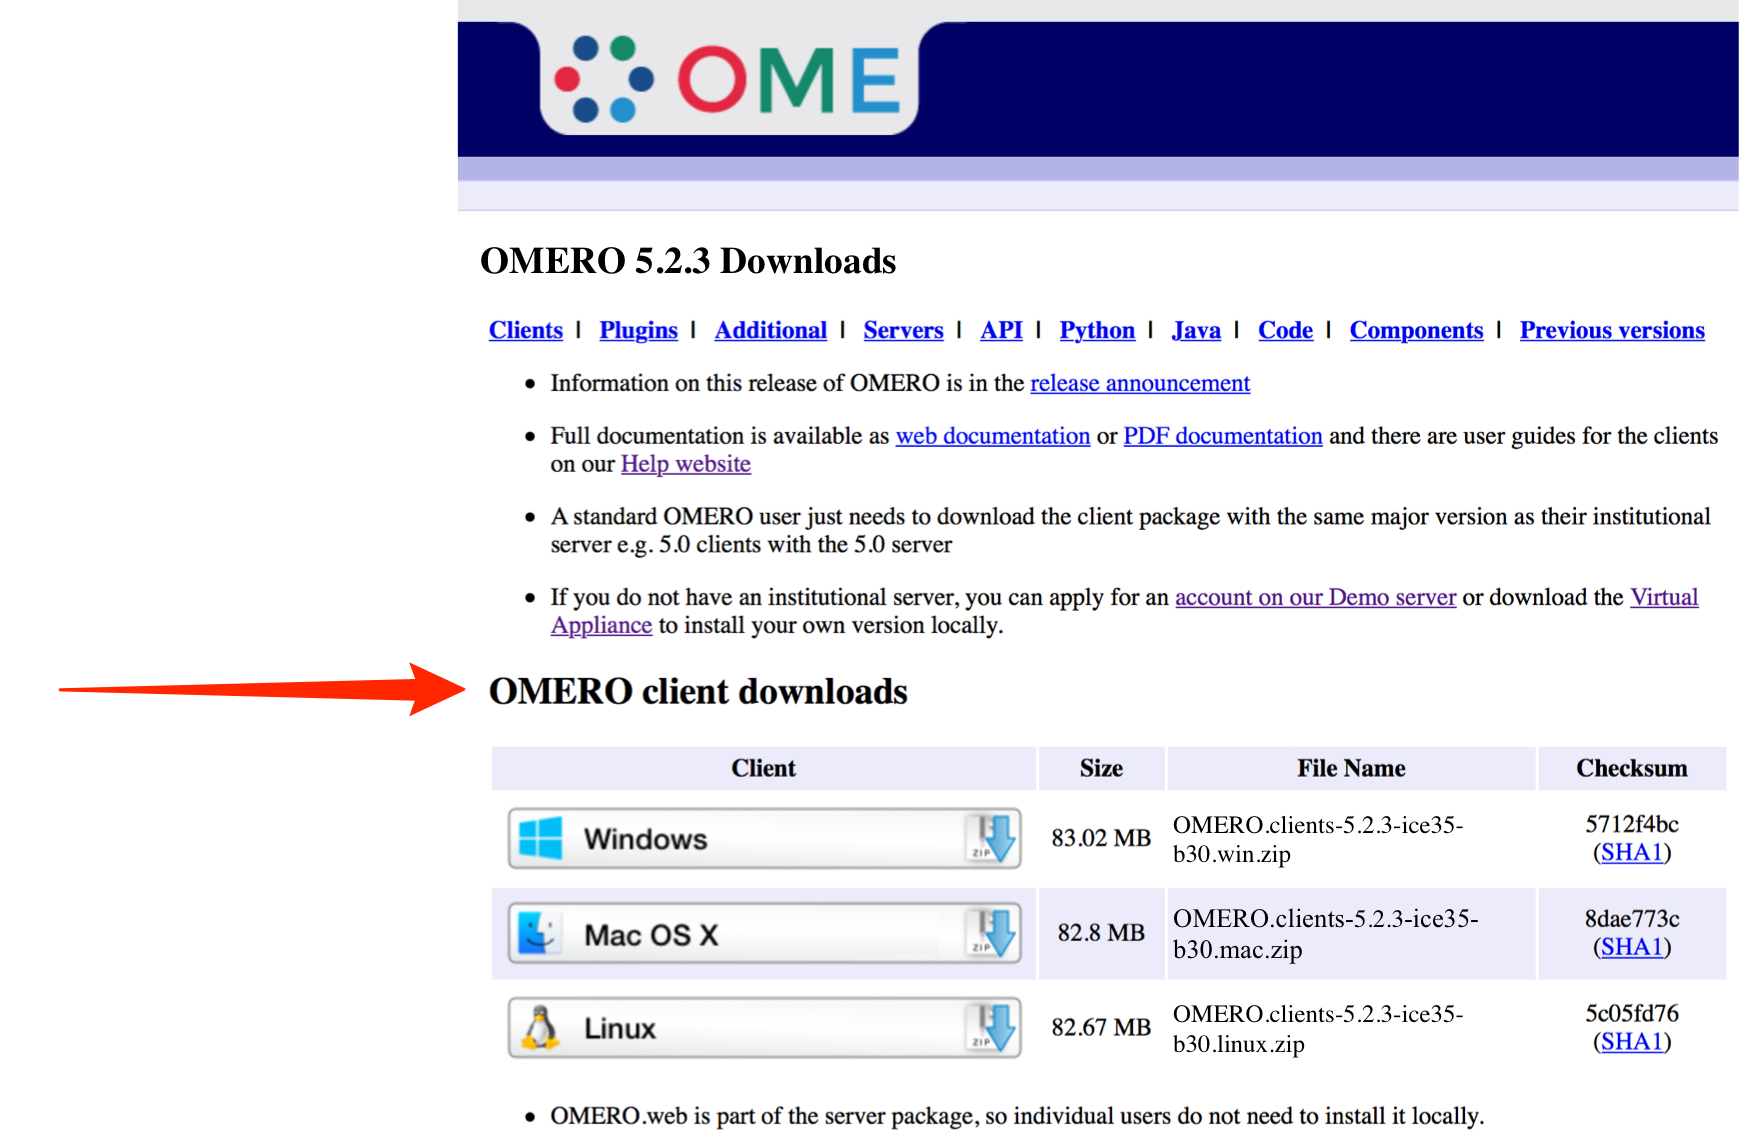 OME
OMERO 5.2.3 Downloads
Clients | Plugins | Additional | Servers | API | Python | Java | Code | Components | Previous versions
• Information on this release of OMERO is in the release announcement
• Full documentation is available as web documentation or PDF documentation and there are user guides for the clients
on our Help website
• A standard OMERO user just needs to download the client package with the same major version as their institutional
server e.g. 5.0 clients with the 5.0 server
• If you do not have an institutional server, you can apply for an account on our Demo server or download the Virtual
Appliance to install your own version locally.
OMERO client downloads
Client Size File Name Checksum
Windows ZIP 83.02 MB OMERO.clients-5.2.3-ice35-
b30.win.zip 5712f4bc
(SHA1)
Mac OS X ZIP 82.8 MB OMERO.clients-5.2.3-ice35-
b30.mac.zip 8dae773c
(SHA1)
Linux ZIP 82.67 MB OMERO.clients-5.2.3-ice35-
b30.linux.zip 5c05fd76
(SHA1)
• OMERO.web is part of the server package, so individual users do not need to install it locally.